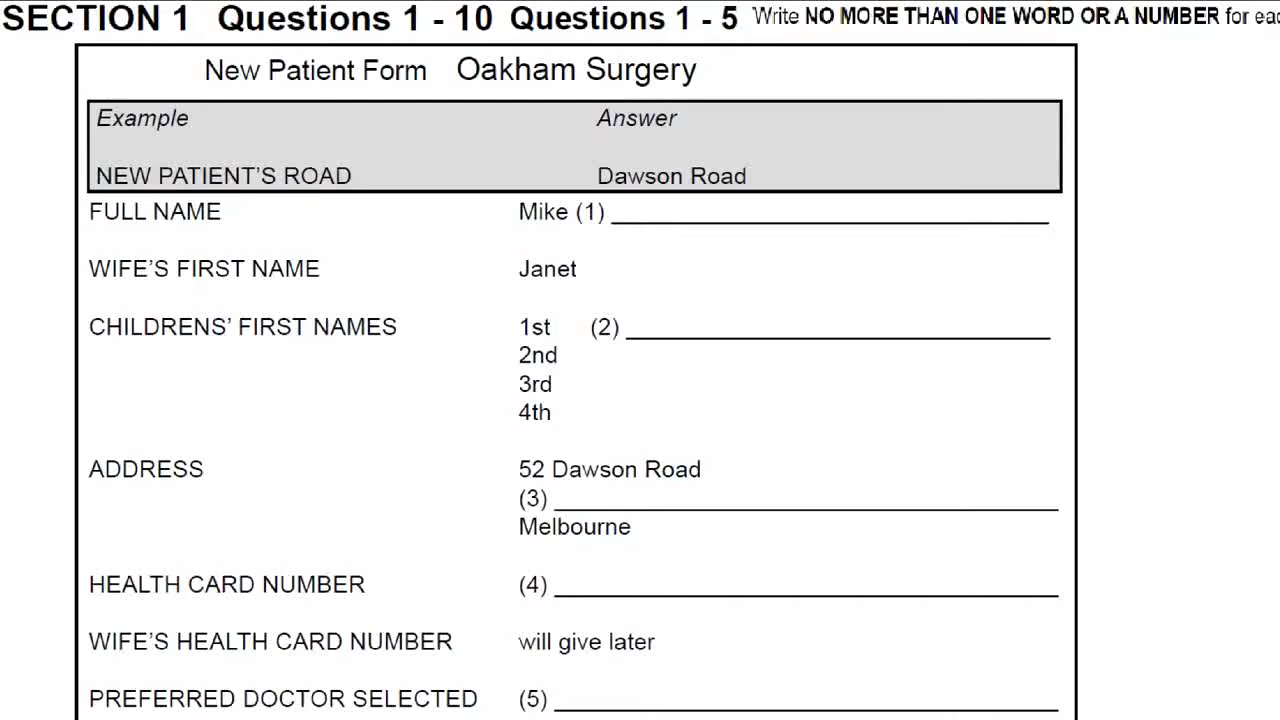 SECTION 1 Questions 1 - 10 Questions 1 - 5 Write NO MORE THAN ONE WORD OR A NUMBER for
New Patient Form Oakham Surgery
Example Answer
NEW PATIENT'S ROAD Dawson Road
FULL NAME Mike (1)
WIFE'S FIRST NAME Janet
CHILDRENS' FIRST NAMES 1st (2)
2nd
3rd
4th
ADDRESS 52 Dawson Road
(3)
Melbourne
HEALTH CARD NUMBER (4)
WIFE'S HEALTH CARD NUMBER will give later
PREFERRED DOCTOR SELECTED (5)